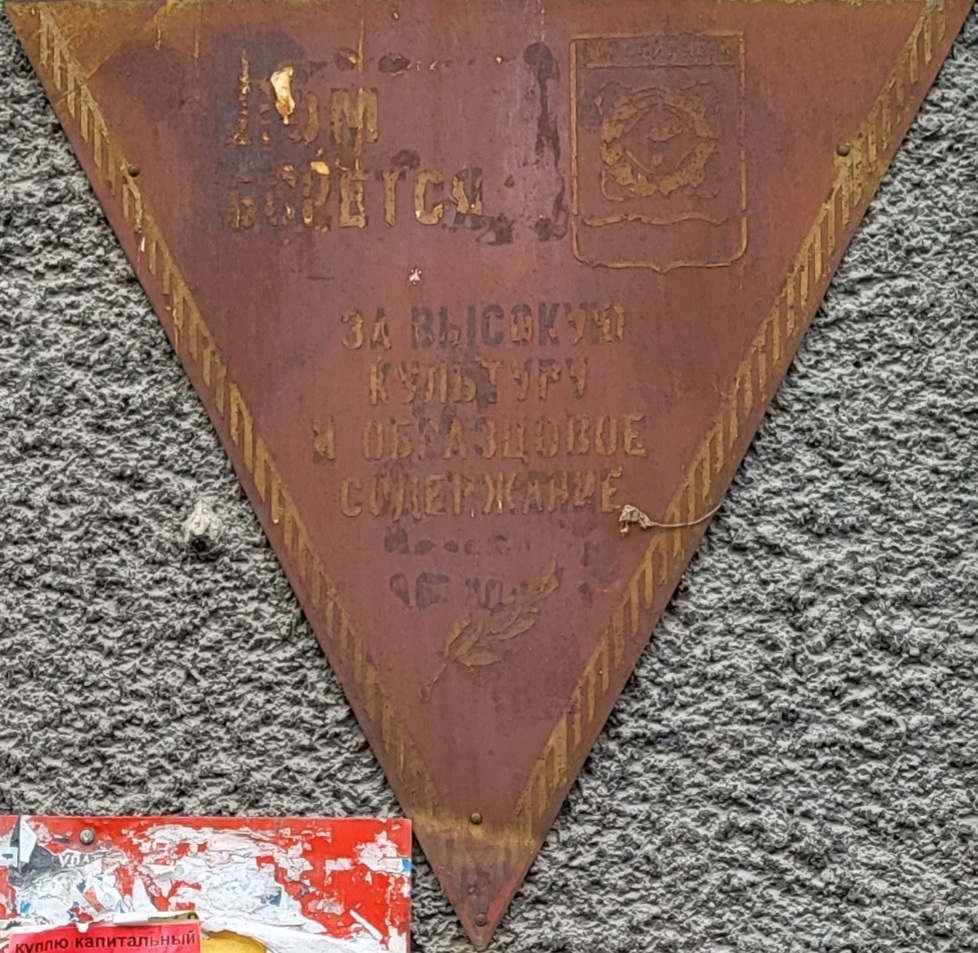 ДОМ
БОРЕТСЯ
ЗА ВЫСОКУЮ
КУЛЬТУРУ
И ОБРАЗЦОВОЕ
СОДЕРЖАНИЕ
куплю капитальный